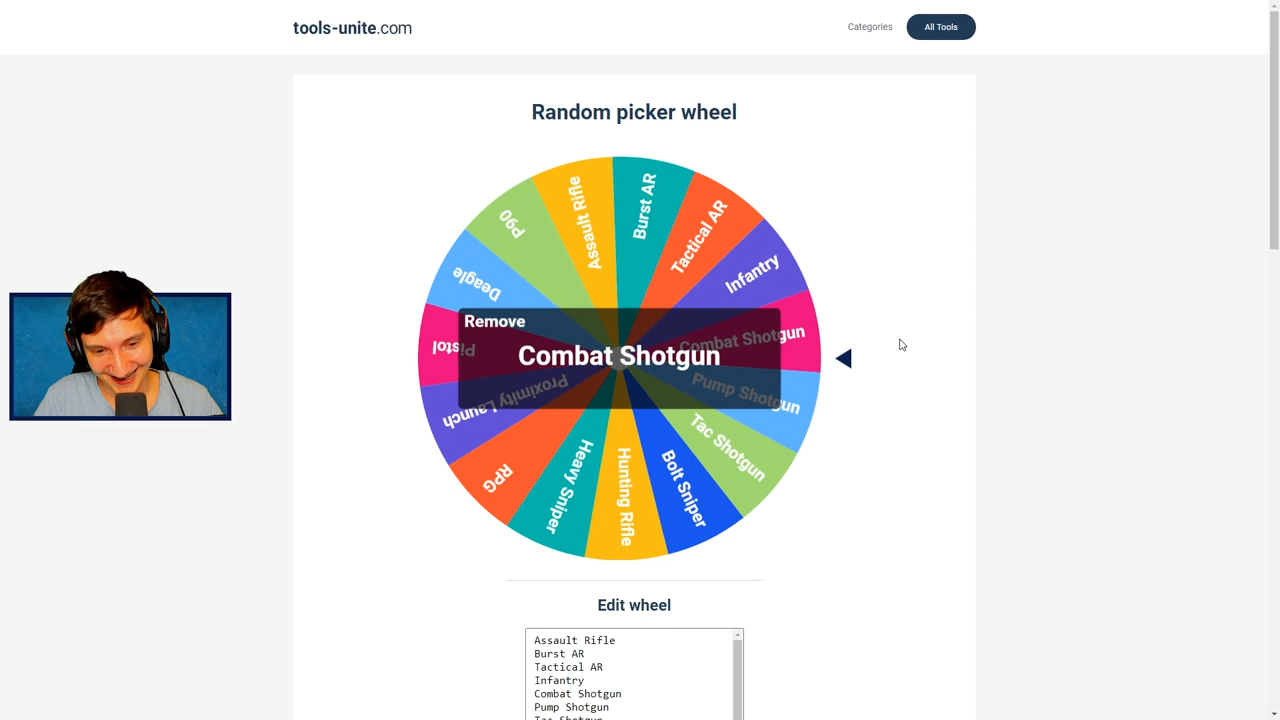 tools-unite.com
Categories
All Tools
Random picker wheel
Assault Rifle
Burst AR
Tactical AR
Infantry
Combat Shotgun
Pump Shotgun
Tac Shotgun
Bolt Sniper
Hunting Rifle
Heavy Sniper
RPG
Proximity Launch
Pistol
Deagle
P90
Remove
Combat Shotgun
Edit wheel
Assault Rifle
Burst AR
Tactical AR
Infantry
Combat Shotgun
Pump Shotgun
Tac Shotgun